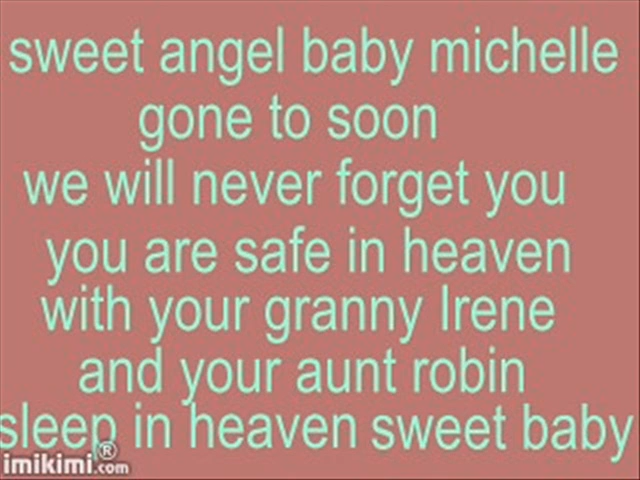 sweet angel baby michelle
gone to soon
we will never forget you
you are safe in heaven
with your granny Irene
and your aunt robin
sleep in heaven sweet baby
imikimi.com®